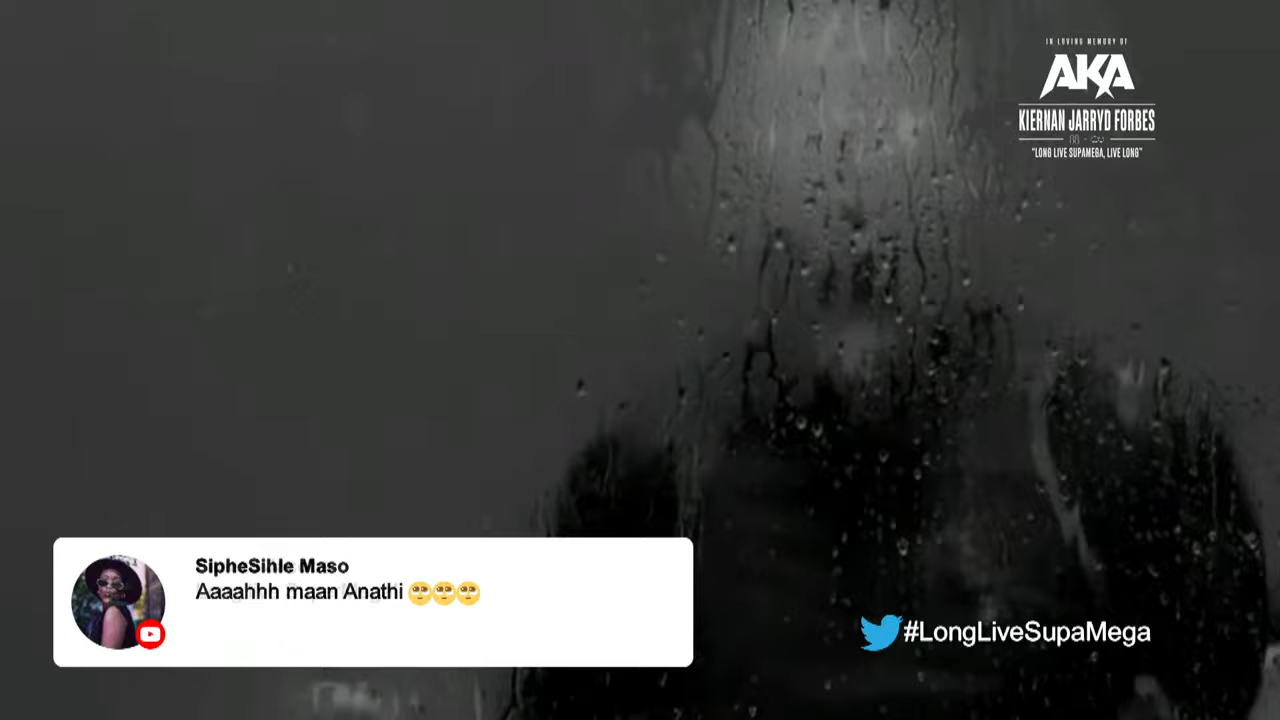 IN LOVING MEMORY OF
AKA
KIERNAN JARRYD FORBES
"LONG LIVE SUPAMEGA, LIVE LONG"
SipheSihle Maso
Aaaahhh maan Anathi 🙄🙄🙄
#LongLiveSupaMega